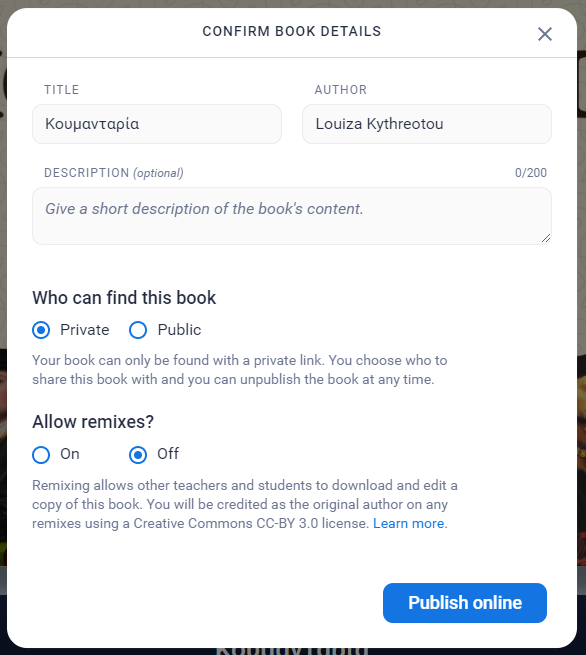 CONFIRM BOOK DETAILS
TITLE
AUTHOR
Κουμανταρία
Louiza Kythreotou
DESCRIPTION (optional)
0/200
Give a short description of the book's content.
Who can find this book
Private
Public
Your book can only be found with a private link. You choose who to
share this book with and you can unpublish the book at any time.
Allow remixes?
On
Off
Remixing allows other teachers and students to download and edit a
copy of this book. You will be credited as the original author on any
remixes using a Creative Commons CC-BY 3.0 license. Learn more.
Publish online
Κουμανταρία